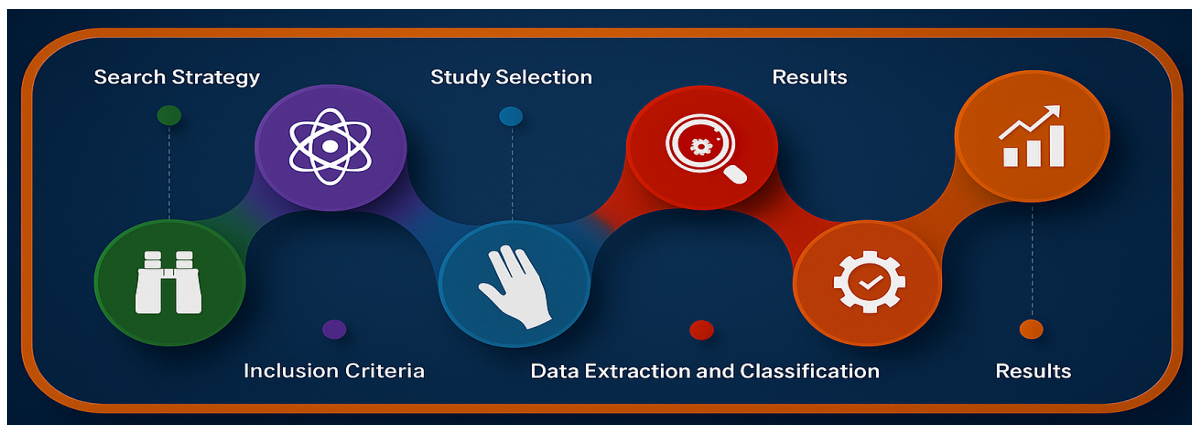 Search Strategy
Study Selection
Results
Inclusion Criteria
Data Extraction and Classification
Results